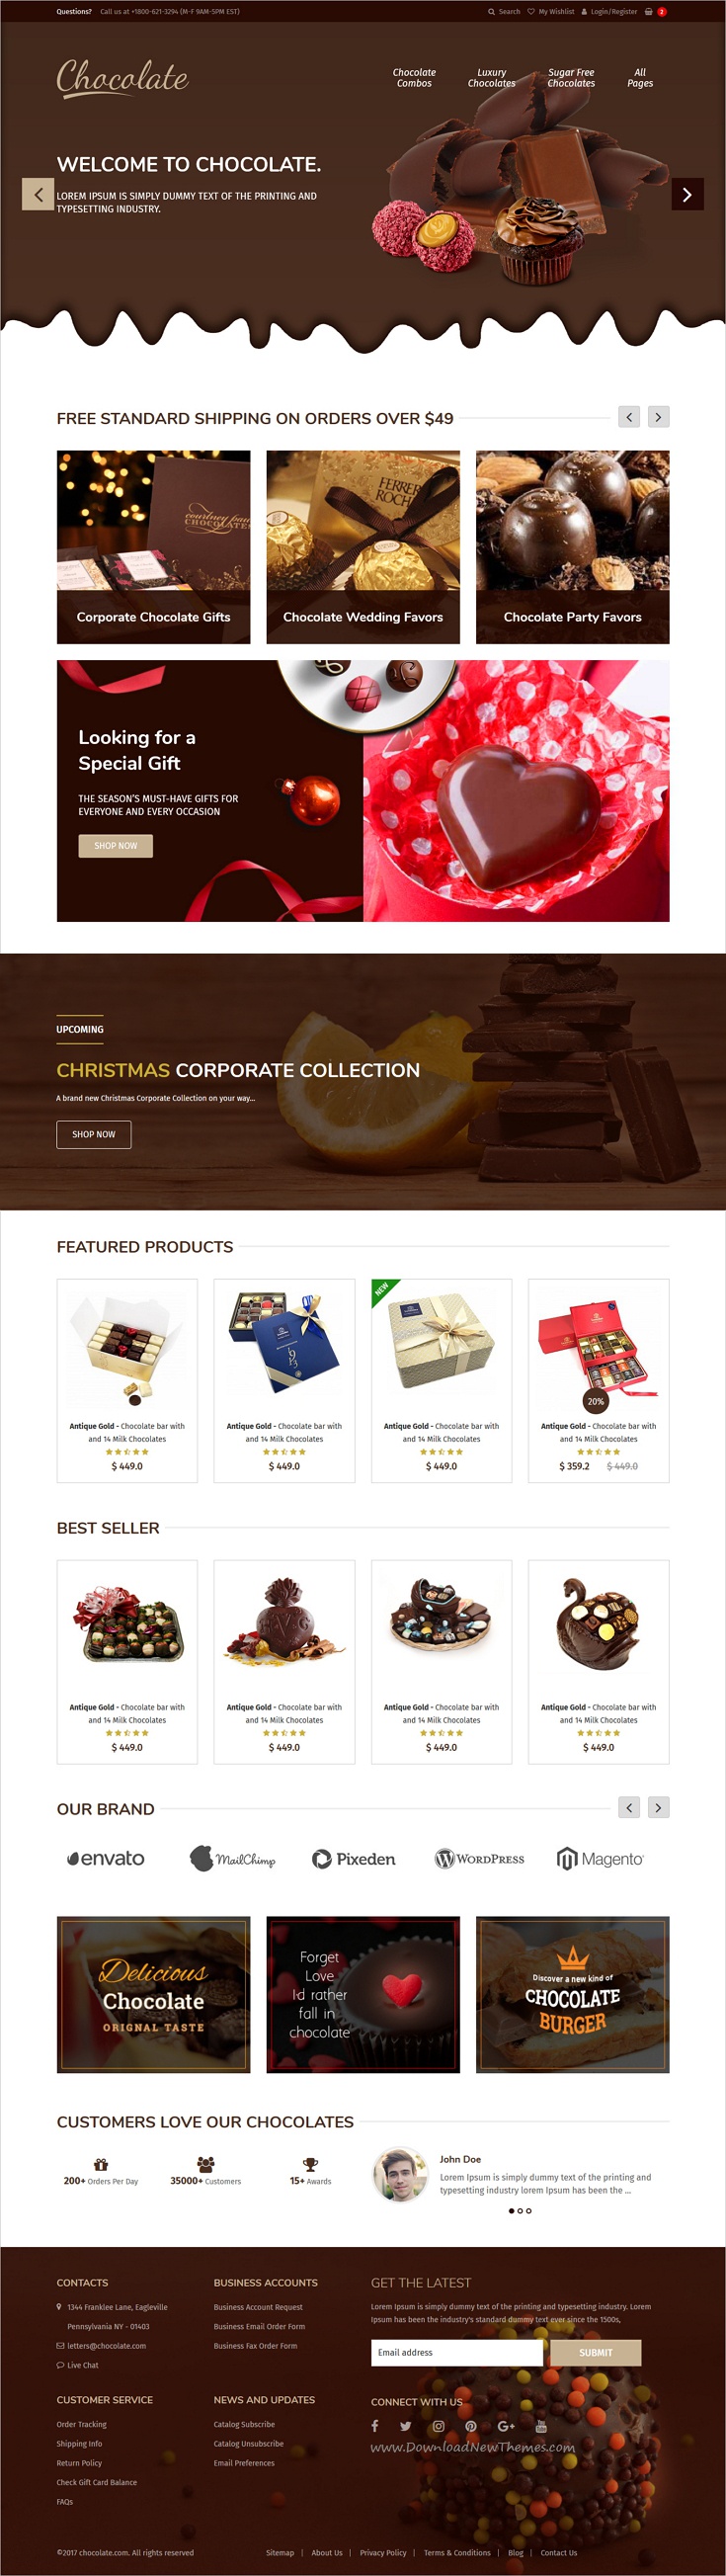 Questions? Call us at +1800-621-3294 (M-F 9AM-5PM EST)
Search My Wishlist Login/Register 2
Chocolate
Chocolate Combos
Luxury Chocolates
Sugar Free Chocolates
All Pages
WELCOME TO CHOCOLATE.
LOREM IPSUM IS SIMPLY DUMMY TEXT OF THE PRINTING AND
TYPESETTING INDUSTRY.
FREE STANDARD SHIPPING ON ORDERS OVER $49
CHOCOLATES
FERRERO
ROCHER
Corporate Chocolate Gifts
Chocolate Wedding Favors
Chocolate Party Favors
Looking for a
Special Gift
THE SEASON'S MUST-HAVE GIFTS FOR
EVERYONE AND EVERY OCCASION
SHOP NOW
UPCOMING
CHRISTMAS CORPORATE COLLECTION
A brand new Christmas Corporate Collection on your way...
SHOP NOW
FEATURED PRODUCTS
NEW
20%
Antique Gold - Chocolate bar with
and 14 Milk Chocolates
$ 449.0
Antique Gold - Chocolate bar with
and 14 Milk Chocolates
$ 449.0
Antique Gold - Chocolate bar with
and 14 Milk Chocolates
$ 449.0
Antique Gold - Chocolate bar with
and 14 Milk Chocolates
$ 359.2 $ 449.0
BEST SELLER
Antique Gold - Chocolate bar with
and 14 Milk Chocolates
$ 449.0
Antique Gold - Chocolate bar with
and 14 Milk Chocolates
$ 449.0
Antique Gold - Chocolate bar with
and 14 Milk Chocolates
$ 449.0
Antique Gold - Chocolate bar with
and 14 Milk Chocolates
$ 449.0
OUR BRAND
envato
MailChimp
Pixeden
WORDPRESS
Magento
Delicious
Chocolate
ORIGNAL TASTE
Forget
Love
I'd rather
fall in
chocolate
Discover a new kind of
CHOCOLATE
BURGER
CUSTOMERS LOVE OUR CHOCOLATES
200+ Orders Per Day
35000+ Customers
15+ Awards
John Doe
Lorem Ipsum is simply dummy text of the printing and
typesetting industry lorem Ipsum has been the ...
CONTACTS
1344 Franklee Lane, Eagleville
Pennsylvania NY - 01403
letters@chocolate.com
Live Chat
BUSINESS ACCOUNTS
Business Account Request
Business Email Order Form
Business Fax Order Form
GET THE LATEST
Lorem Ipsum is simply dummy text of the printing and typesetting industry. Lorem
Ipsum has been the industry's standard dummy text ever since the 1500s,
Email address
SUBMIT
CUSTOMER SERVICE
Order Tracking
Shipping Info
Return Policy
Check Gift Card Balance
FAQs
NEWS AND UPDATES
Catalog Subscribe
Catalog Unsubscribe
Email Preferences
CONNECT WITH US
www.DownloadNewThemes.com
©2017 chocolate.com. All rights reserved
Sitemap | About Us | Privacy Policy | Terms & Conditions | Blog | Contact Us